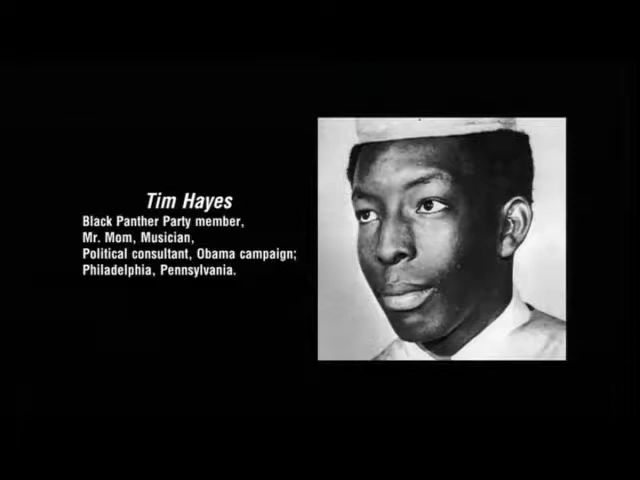 Tim Hayes
Black Panther Party member,
Mr. Mom, Musician,
Political consultant, Obama campaign;
Philadelphia, Pennsylvania.